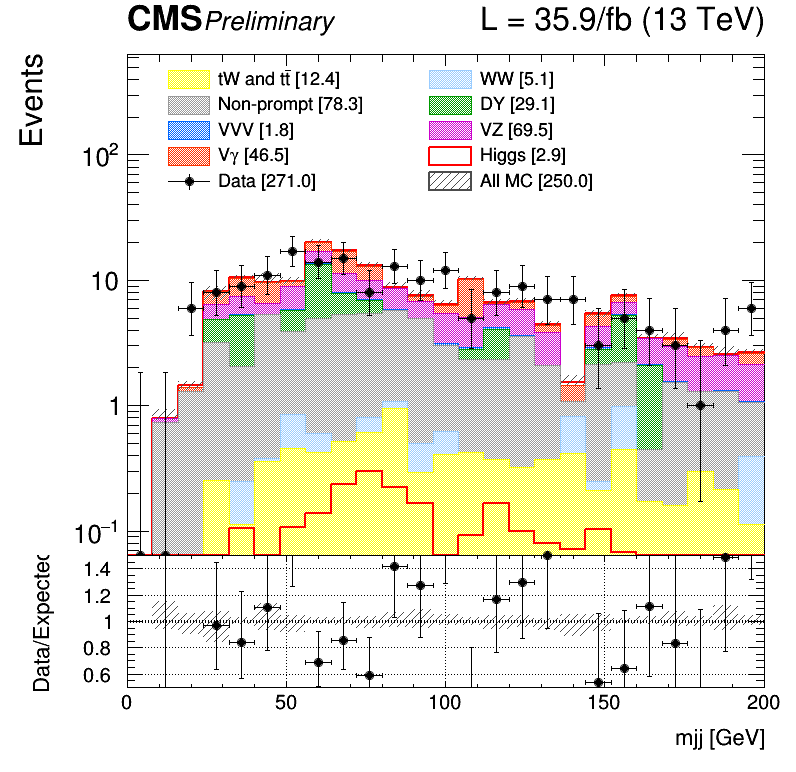 CMS Preliminary L = 35.9/fb (13 TeV)
Events
tW and tt̄ [12.4] WW [5.1]
Non-prompt [78.3] DY [29.1]
VVV [1.8] VZ [69.5]
Vγ [46.5] Higgs [2.9]
Data [271.0] All MC [250.0]
10²
10
1
10⁻¹
Data/Expected
1.4
1.2
1
0.8
0.6
0 50 100 150 200
mjj [GeV]